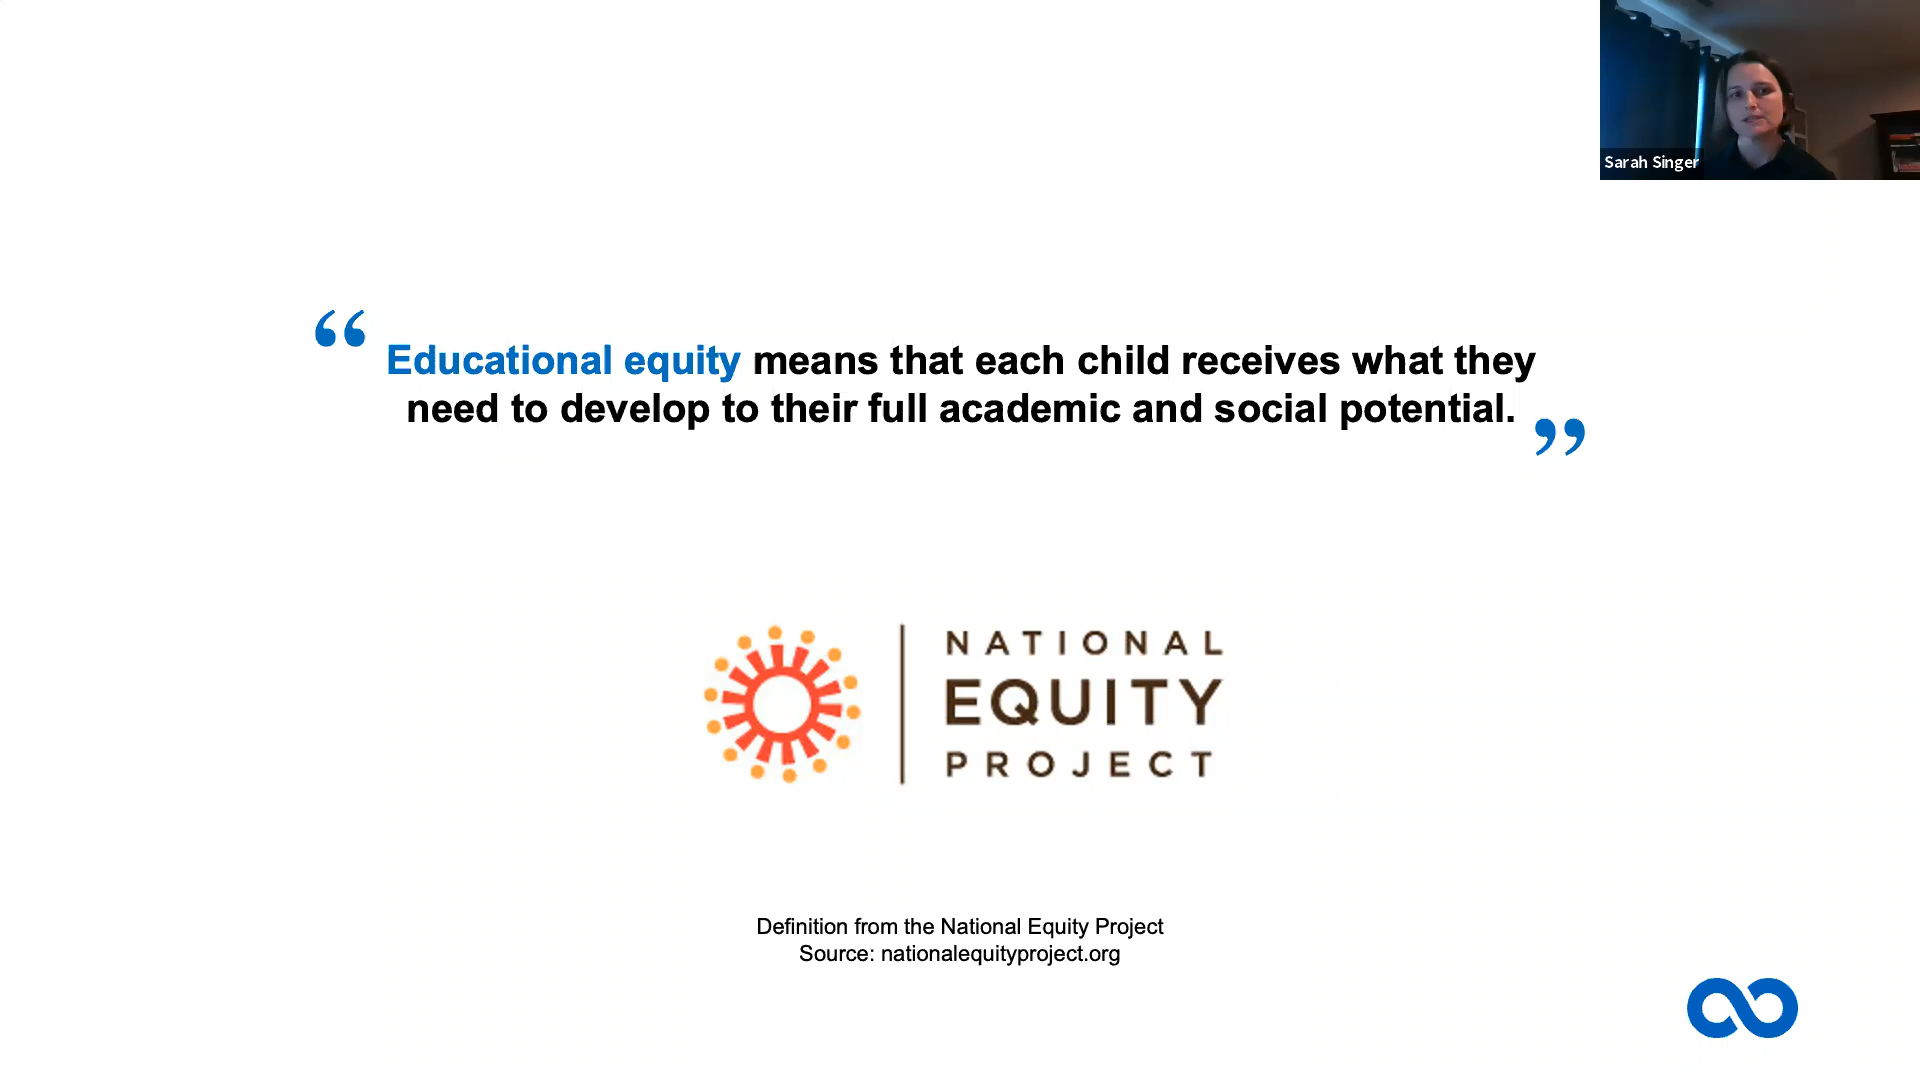 Sarah Singer
“ Educational equity means that each child receives what they
need to develop to their full academic and social potential. ”
NATIONAL
EQUITY
PROJECT
Definition from the National Equity Project
Source: nationalequityproject.org